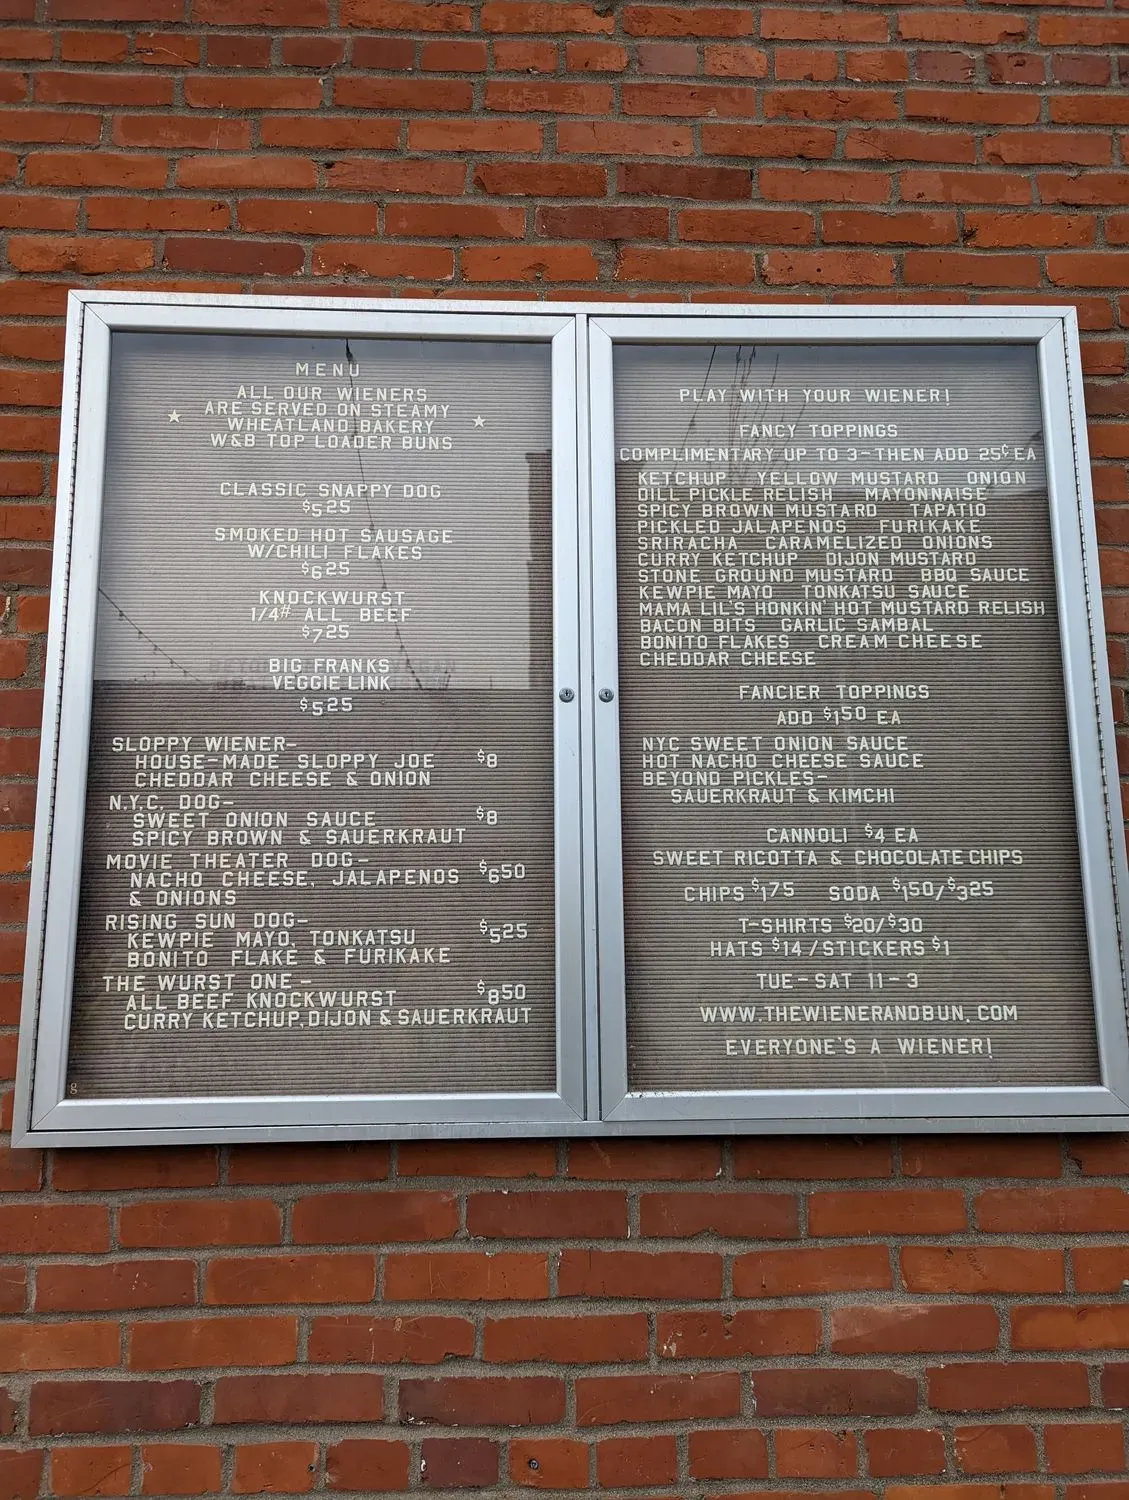 MENU
ALL OUR WIENERS
ARE SERVED ON STEAMY
WHEATLAND BAKERY
W&B TOP LOADER BUNS
CLASSIC SNAPPY DOG
$525
SMOKED HOT SAUSAGE
W/CHILI FLAKES
$625
KNOCKWURST
1/4# ALL BEEF
$725
BIG FRANKS
VEGGIE LINK
$525
SLOPPY WIENER-
HOUSE-MADE SLOPPY JOE $8
CHEDDAR CHEESE & ONION
N.Y.C. DOG-
SWEET ONION SAUCE $8
SPICY BROWN & SAUERKRAUT
MOVIE THEATER DOG-
NACHO CHEESE, JALAPENOS $650
& ONIONS
RISING SUN DOG-
KEWPIE MAYO, TONKATSU $525
BONITO FLAKE & FURIKAKE
THE WURST ONE-
ALL BEEF KNOCKWURST $850
CURRY KETCHUP, DIJON & SAUERKRAUT
g
PLAY WITH YOUR WIENER!
FANCY TOPPINGS
COMPLIMENTARY UP TO 3-THEN ADD 25¢ EA
KETCHUP YELLOW MUSTARD ONION
DILL PICKLE RELISH MAYONNAISE
SPICY BROWN MUSTARD TAPATIO
PICKLED JALAPENOS FURIKAKE
SRIRACHA CARAMELIZED ONIONS
CURRY KETCHUP DIJON MUSTARD
STONE GROUND MUSTARD BBQ SAUCE
KEWPIE MAYO TONKATSU SAUCE
MAMA LIL'S HONKIN' HOT MUSTARD RELISH
BACON BITS GARLIC SAMBAL
BONITO FLAKES CREAM CHEESE
CHEDDAR CHEESE
FANCIER TOPPINGS
ADD $150 EA
NYC SWEET ONION SAUCE
HOT NACHO CHEESE SAUCE
BEYOND PICKLES-
SAUERKRAUT & KIMCHI
CANNOLI $4 EA
SWEET RICOTTA & CHOCOLATE CHIPS
CHIPS $175 SODA $150/$325
T-SHIRTS $20/$30
HATS $14/STICKERS $1
TUE-SAT 11-3
WWW.THEWIENERANDBUN.COM
EVERYONE'S A WIENER!